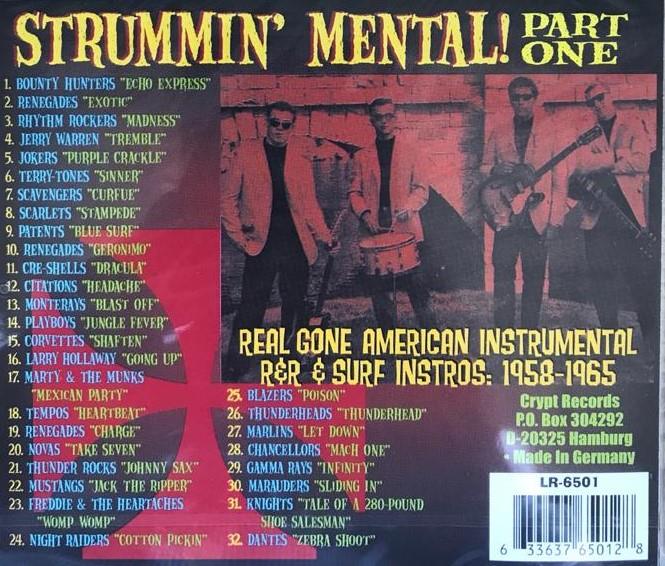 STRUMMIN' MENTAL! PART ONE
1. BOUNTY HUNTERS "ECHO EXPRESS"
2. RENEGADES "EXOTIC"
3. RHYTHM ROCKERS "MADNESS"
4. JERRY WARREN "TREMBLE"
5. JOKERS "PURPLE CRACKLE"
6. TERRY-TONES "SINNER"
7. SCAVENGERS "CURFUE"
8. SCARLETS "STAMPEDE"
9. PATENTS "BLUE SURF"
10. RENEGADES "GERONIMO"
11. CRE-SHELLS "DRACULA"
12. CITATIONS "HEADACHE"
13. MONTERAYS "BLAST OFF"
14. PLAYBOYS "JUNGLE FEVER"
15. CORVETTES "SHAFTEN"
16. LARRY HOLLAWAY "GOING UP"
17. MARTY & THE MUNKS
"MEXICAN PARTY"
18. TEMPOS "HEARTBEAT"
19. RENEGADES "CHARGE"
20. NOVAS "TAKE SEVEN"
21. THUNDER ROCKS "JOHNNY SAX"
22. MUSTANGS "JACK THE RIPPER"
23. FREDDIE & THE HEARTACHES
"WOMP WOMP"
24. NIGHT RAIDERS "COTTON PICKIN"
REAL GONE AMERICAN INSTRUMENTAL
R&R & SURF INSTROS: 1958-1965
25. BLAZERS "POISON"
26. THUNDERHEADS "THUNDERHEAD"
27. MARLINS "LET DOWN"
28. CHANCELLORS "MACH ONE"
29. GAMMA RAYS "INFINITY"
30. MARAUDERS "SLIDING IN"
31. KNIGHTS "TALE OF A 280-POUND
SHOE SALESMAN"
32. DANTES "ZEBRA SHOOT"
Crypt Records
P.O. Box 304292
D-20325 Hamburg
• Made In Germany
LR-6501
6 33637 65012 8